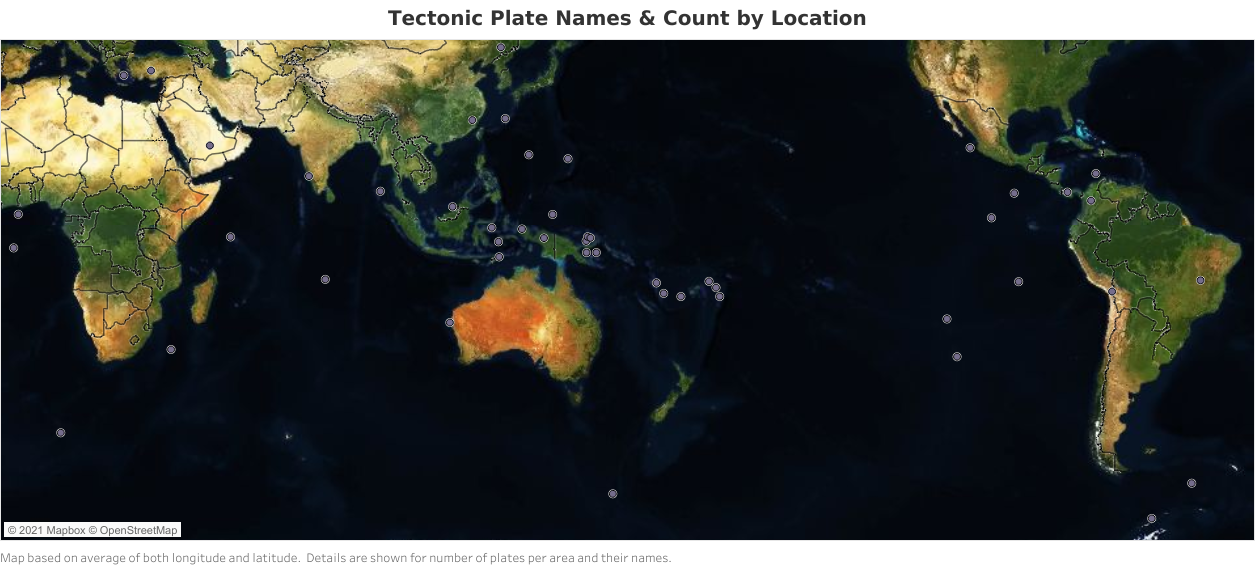 Tectonic Plate Names & Count by Location
© 2021 Mapbox © OpenStreetMap
Map based on average of both longitude and latitude.  Details are shown for number of plates per area and their names.